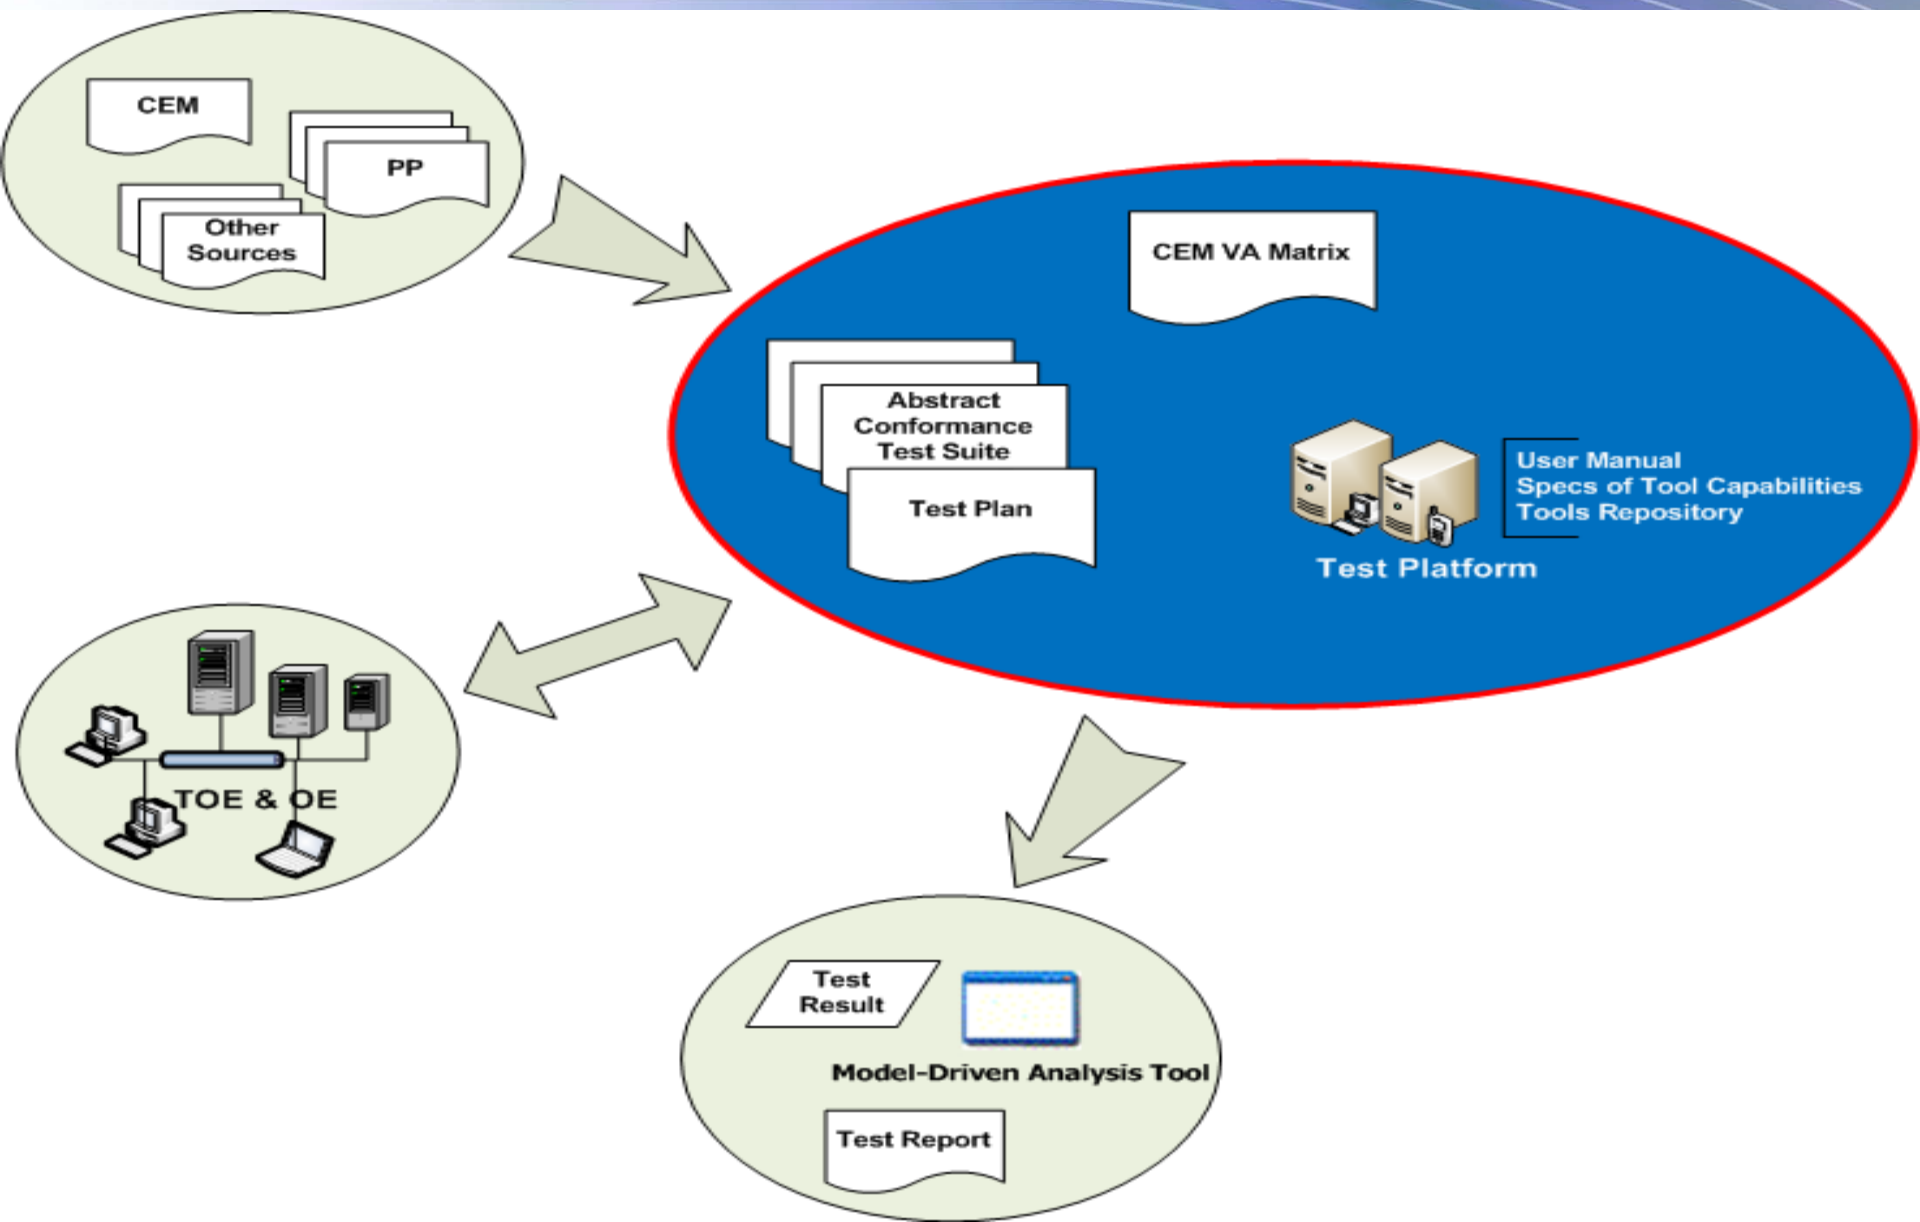 CEM
PP
Other
Sources
CEM VA Matrix
Abstract
Conformance
Test Suite
Test Plan
User Manual
Specs of Tool Capabilities
Tools Repository
Test Platform
TOE & OE
Test
Result
Model-Driven Analysis Tool
Test Report